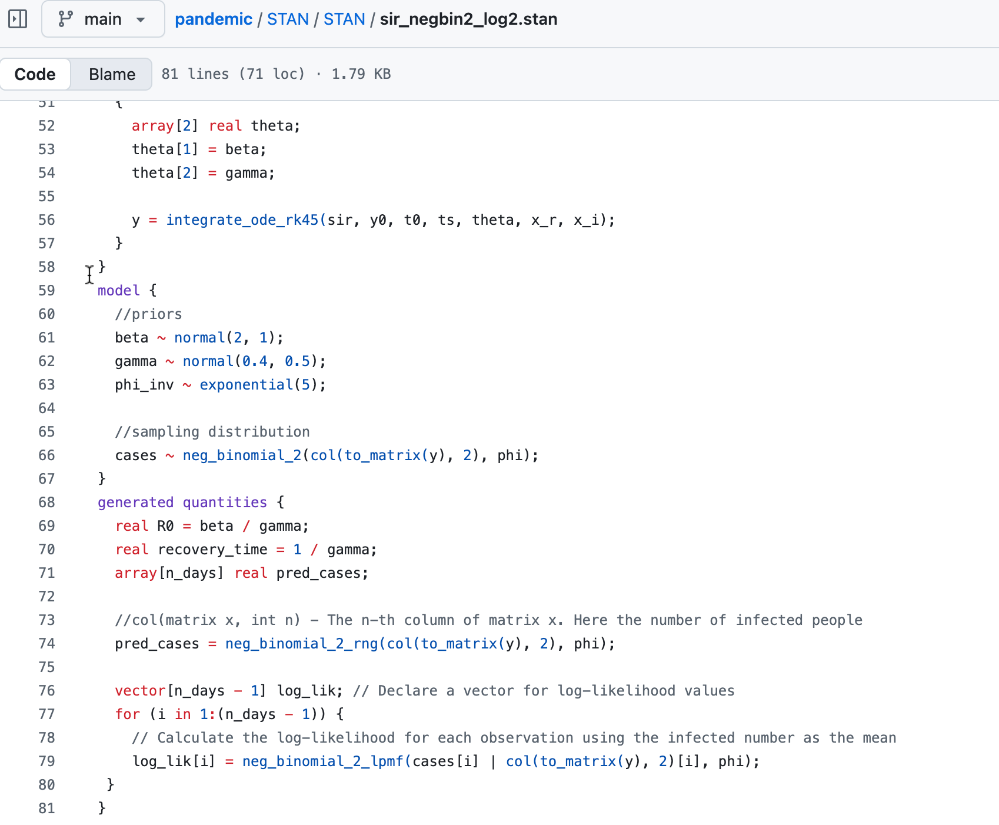 main
pandemic / STAN / STAN / sir_negbin2_log2.stan
Code Blame 81 lines (71 loc) · 1.79 KB
51 {
52 array[2] real theta;
53 theta[1] = beta;
54 theta[2] = gamma;
55
56 y = integrate_ode_rk45(sir, y0, t0, ts, theta, x_r, x_i);
57 }
58 }
59 model {
60 //priors
61 beta ~ normal(2, 1);
62 gamma ~ normal(0.4, 0.5);
63 phi_inv ~ exponential(5);
64
65 //sampling distribution
66 cases ~ neg_binomial_2(col(to_matrix(y), 2), phi);
67 }
68 generated quantities {
69 real R0 = beta / gamma;
70 real recovery_time = 1 / gamma;
71 array[n_days] real pred_cases;
72
73 //col(matrix x, int n) - The n-th column of matrix x. Here the number of infected people
74 pred_cases = neg_binomial_2_rng(col(to_matrix(y), 2), phi);
75
76 vector[n_days - 1] log_lik; // Declare a vector for log-likelihood values
77 for (i in 1:(n_days - 1)) {
78 // Calculate the log-likelihood for each observation using the infected number as the mean
79 log_lik[i] = neg_binomial_2_lpmf(cases[i] | col(to_matrix(y), 2)[i], phi);
80 }
81 }